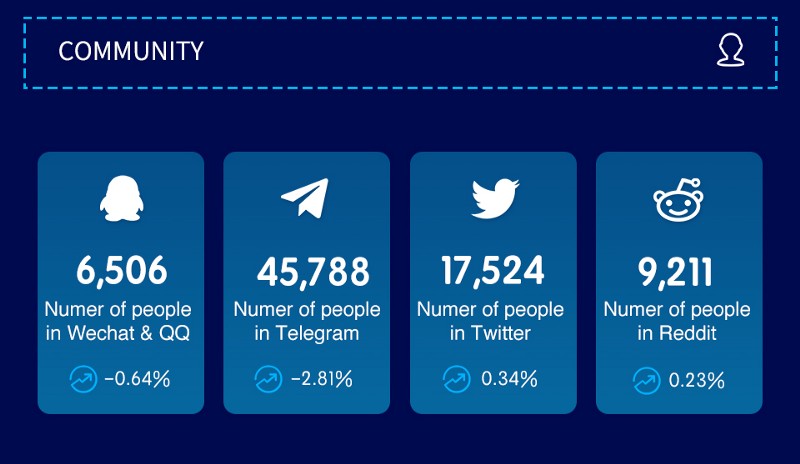 COMMUNITY
6,506
Numer of people
in Wechat & QQ
-0.64%
45,788
Numer of people
in Telegram
-2.81%
17,524
Numer of people
in Twitter
0.34%
9,211
Numer of people
in Reddit
0.23%